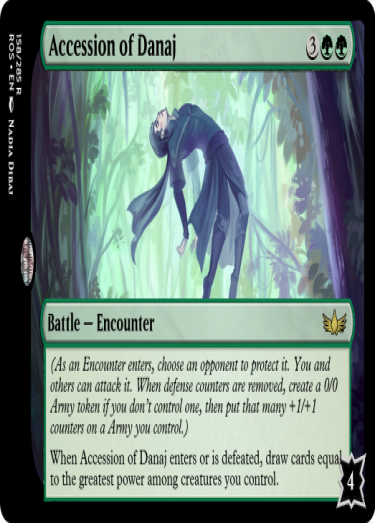 Accession of Danaj
3
Battle – Encounter
(As an Encounter enters, choose an opponent to protect it. You and
others can attack it. When defense counters are removed, create a 0/0
Army token if you don't control one, then put that many +1/+1
counters on a Army you control.)
When Accession of Danaj enters or is defeated, draw cards equal
to the greatest power among creatures you control.
4
158/285 R
ROS • EN NADIA DIBAJ